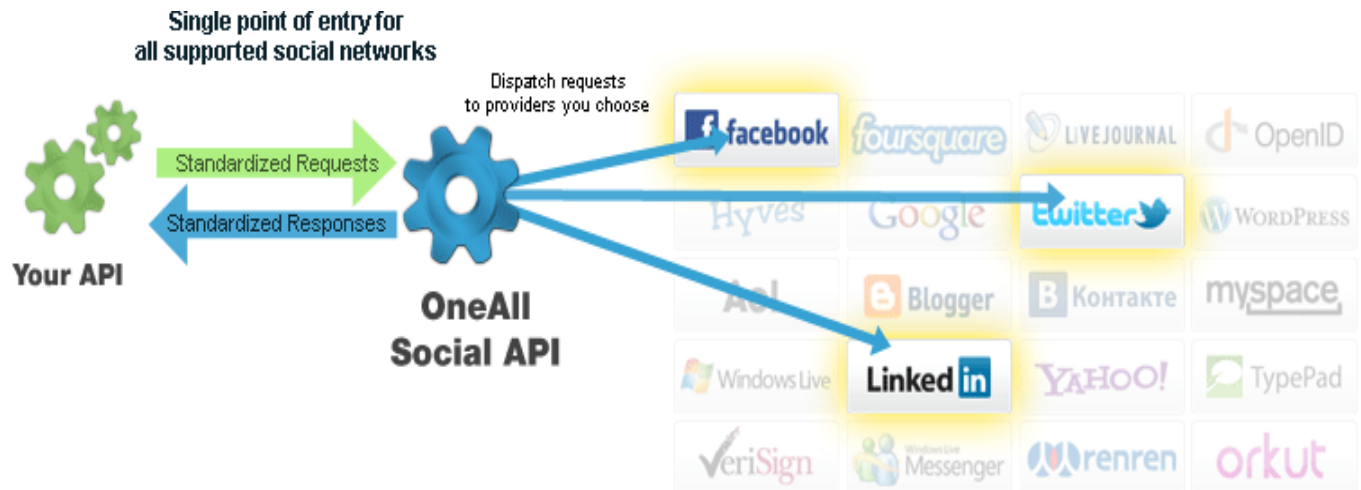 Single point of entry for
all supported social networks
Dispatch requests
to providers you choose
Standardized Requests
Standardized Responses
Your API
OneAll
Social API
facebook
foursquare
LIVEJOURNAL
OpenID
Hyves
Google
twitter
WORDPRESS
Aol
Blogger
В КОНТАКТЕ
myspace
Windows Live
Linked in
YAHOO!
TypePad
VeriSign
Windows Live
Messenger
renren
orkut